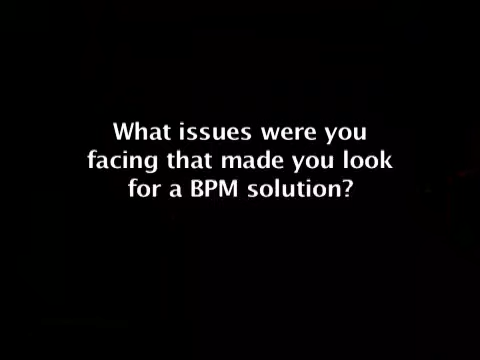 What issues were you
facing that made you look
for a BPM solution?